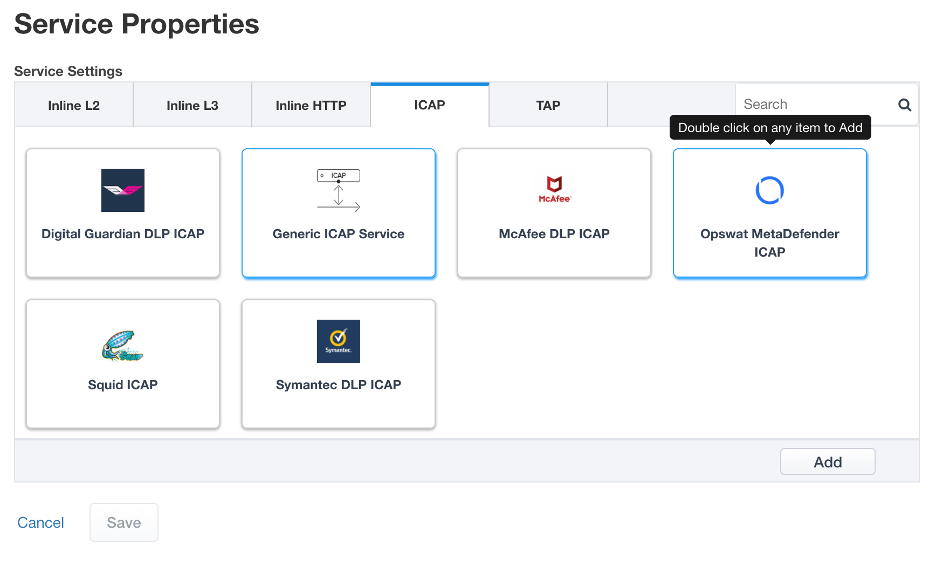 Service Properties
Service Settings
Inline L2
Inline L3
Inline HTTP
ICAP
TAP
Search
Double click on any item to Add
Digital Guardian DLP ICAP
ICAP
Generic ICAP Service
McAfee
McAfee DLP ICAP
Opswat MetaDefender
ICAP
Squid ICAP
Symantec.
Symantec DLP ICAP
Add
Cancel
Save